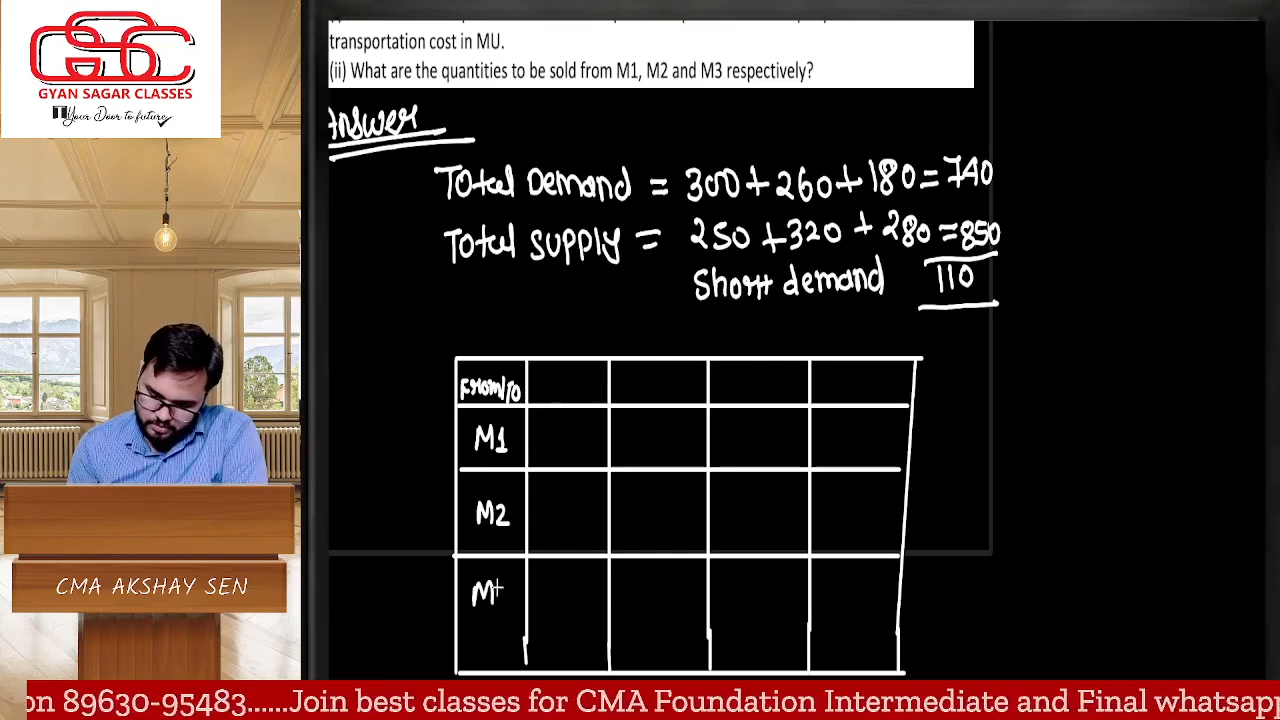 GSC
GYAN SAGAR CLASSES
Your Door to future
transportation cost in MU.
(ii) What are the quantities to be sold from M1, M2 and M3 respectively?
Answer
Total Demand = 300+260+180=740
Total supply = 250+320+280=850
Short demand 110
From/To
M1
M2
M
CMA AKSHAY SEN
on 89630-95483......Join best classes for CMA Foundation Intermediate and Final whatsapp